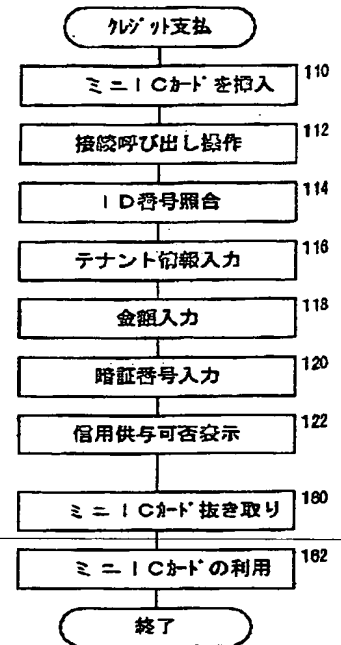 クレジット支払
ミニICカードを挿入
110
接続呼び出し操作
112
ID番号照合
114
テナント情報入力
116
金額入力
118
暗証番号入力
120
信用供与可否表示
122
ミニICカード抜き取り
160
ミニICカードの利用
162
終了